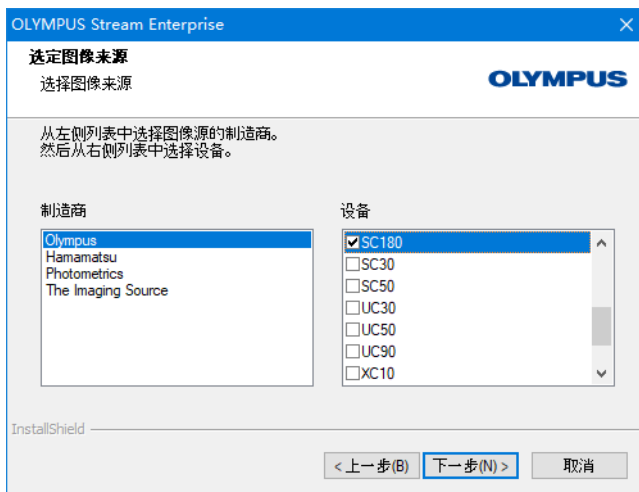 OLYMPUS Stream Enterprise
选定图像来源
选择图像来源
OLYMPUS
从左侧列表中选择图像源的制造商。
然后从右侧列表中选择设备。
制造商
设备
Olympus
Hamamatsu
Photometrics
The Imaging Source
SC180
SC30
SC50
UC30
UC50
UC90
XC10
InstallShield
<上一步(B)
下一步(N)>
取消